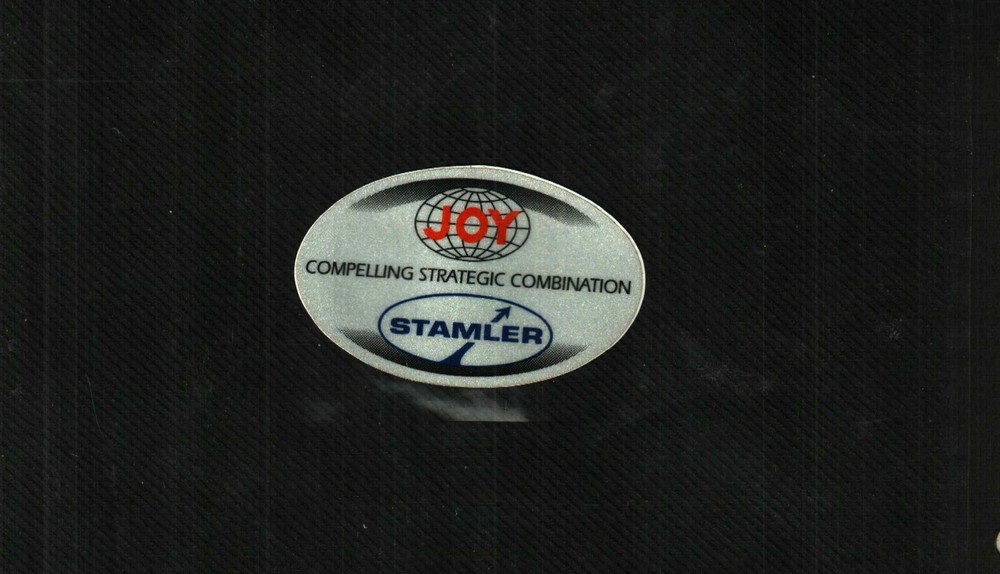 JOY
COMPELLING STRATEGIC COMBINATION
STAMLER